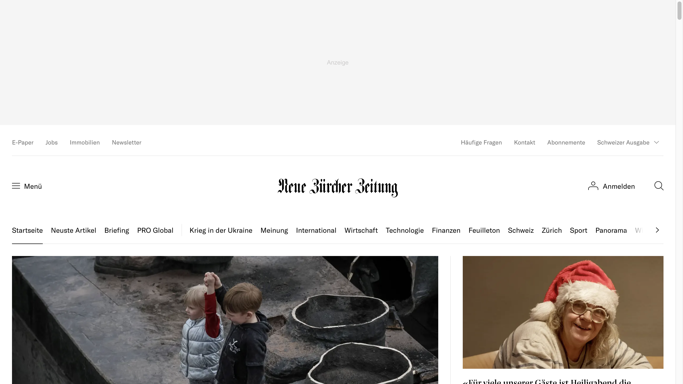 Anzeige
E-Paper Jobs Immobilien Newsletter Häufige Fragen Kontakt Abonnemente Schweizer Ausgabe
Menü Neue Zürcher Zeitung Anmelden
Startseite Neuste Artikel Briefing PRO Global Krieg in der Ukraine Meinung International Wirtschaft Technologie Finanzen Feuilleton Schweiz Zürich Sport Panorama
«Für viele unserer Gäste ist Heiligabend die